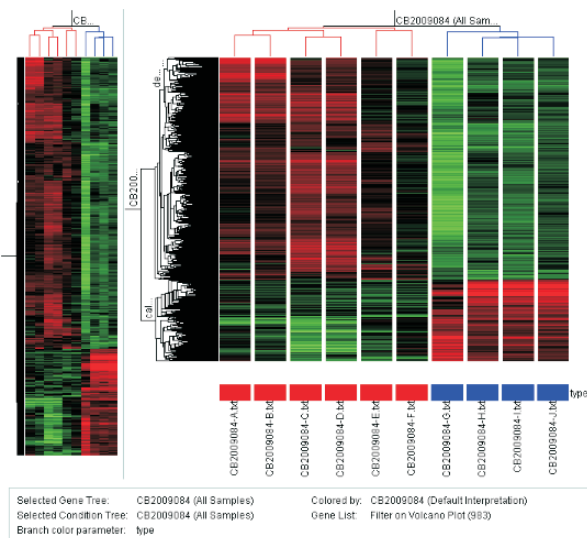 CB...
CB2009084 (All Sam...
de...
CB200...
cal...
type
CB2009084-A.txt
CB2009084-B.txt
CB2009084-C.txt
CB2009084-D.txt
CB2009084-E.txt
CB2009084-F.txt
CB2009084-G.txt
CB2009084-H.txt
CB2009084-I.txt
CB2009084-J.txt
Selected Gene Tree: CB2009084 (All Samples) Colored by: CB2009084 (Default Interpretation)
Selected Condition Tree: CB2009084 (All Samples) Gene List: Filter on Volcano Plot (983)
Branch color parameter: type